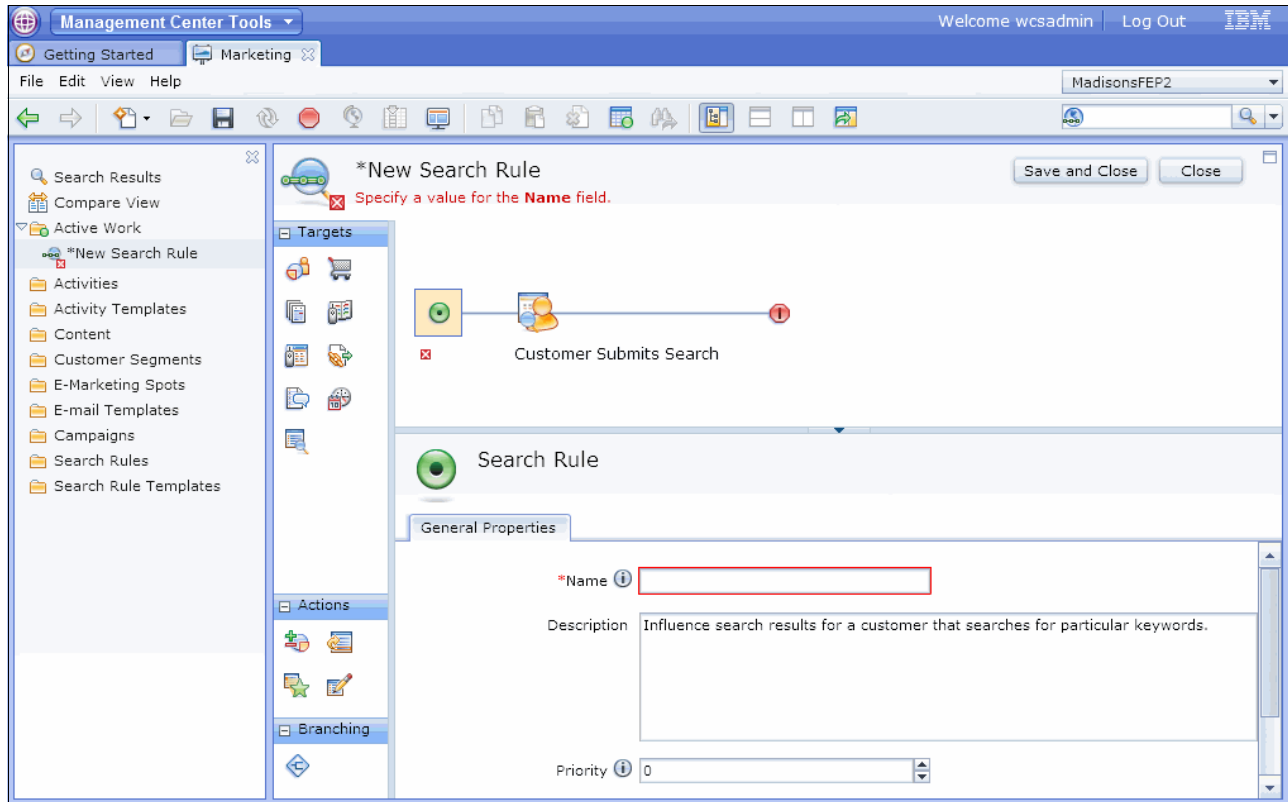 Management Center Tools
Welcome wcsadmin
Log Out
IBM
Getting Started
Marketing
File Edit View Help
MadisonsFEP2
Search Results
Compare View
Active Work
*New Search Rule
Activities
Activity Templates
Content
Customer Segments
E-Marketing Spots
E-mail Templates
Campaigns
Search Rules
Search Rule Templates
*New Search Rule
Specify a value for the Name field.
Save and Close
Close
Targets
Customer Submits Search
Actions
Branching
Search Rule
General Properties
*Name
Description
Influence search results for a customer that searches for particular keywords.
Priority
0